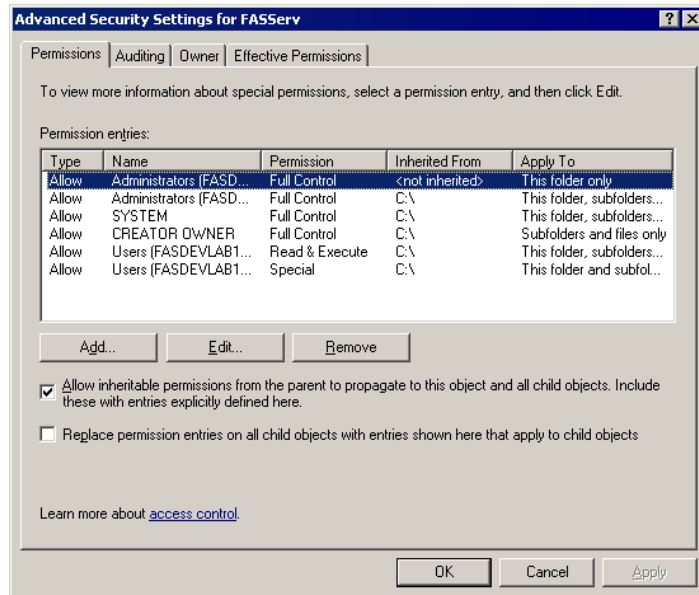 Advanced Security Settings for FASServ
Permissions Auditing Owner Effective Permissions
To view more information about special permissions, select a permission entry, and then click Edit.
Permission entries:
Type Name Permission Inherited From Apply To
Allow Administrators (FASD... Full Control <not inherited> This folder only
Allow Administrators (FASD... Full Control C:\ This folder, subfolders...
Allow SYSTEM Full Control C:\ This folder, subfolders...
Allow CREATOR OWNER Full Control C:\ Subfolders and files only
Allow Users (FASDEVLAB1... Read & Execute C:\ This folder, subfolders...
Allow Users (FASDEVLAB1... Special C:\ This folder and subfol...
Add... Edit... Remove
Allow inheritable permissions from the parent to propagate to this object and all child objects. Include
these with entries explicitly defined here.
Replace permission entries on all child objects with entries shown here that apply to child objects
Learn more about access control.
OK Cancel Apply